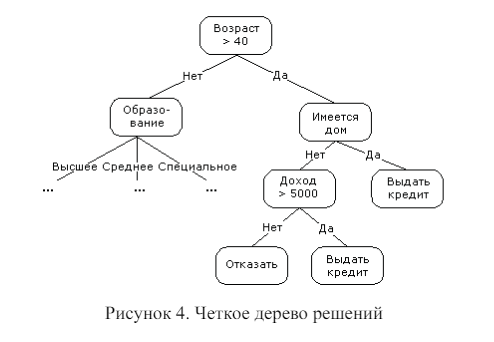 Возраст
> 40
Нет
Да
Образо-
вание
Имеется
дом
Высшее Среднее Специальное
...
...
...
Нет
Да
Доход
> 5000
Выдать
кредит
Нет
Да
Отказать
Выдать
кредит
Рисунок 4. Четкое дерево решений